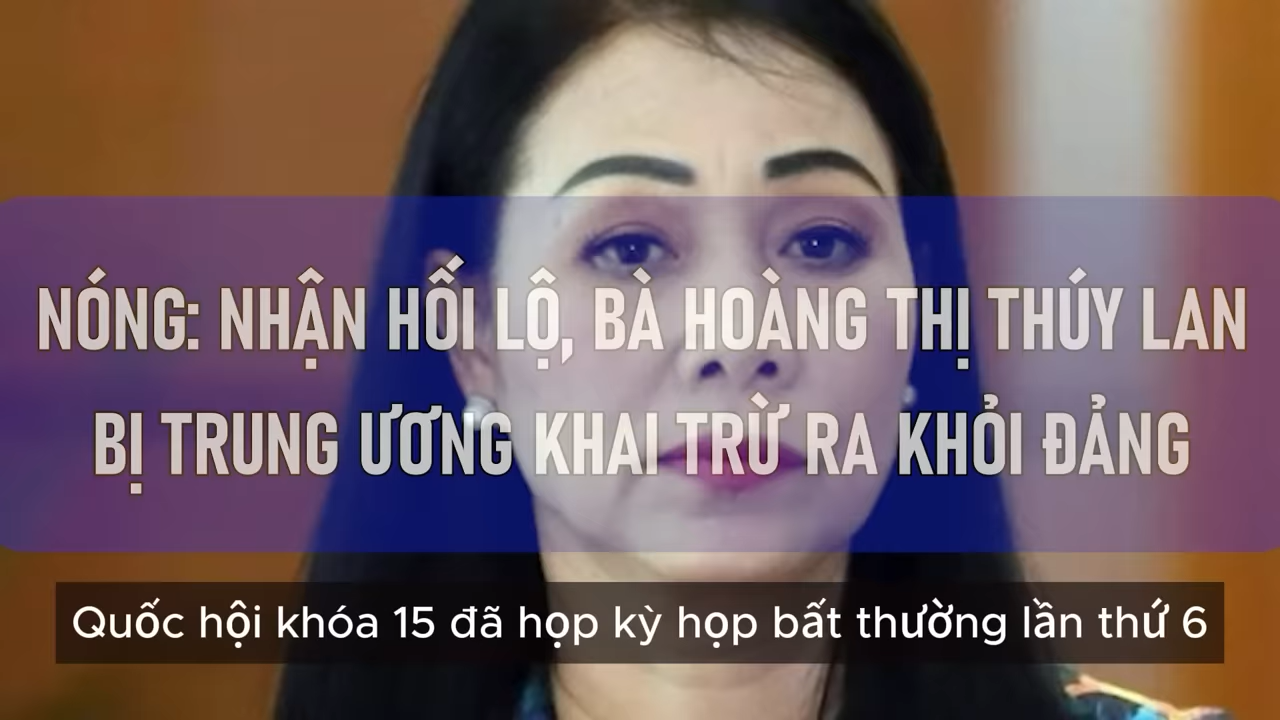 NÓNG: NHẬN HỐI LỘ, BÀ HOÀNG THỊ THÚY LAN
BỊ TRUNG ƯƠNG KHAI TRỪ RA KHỎI ĐẢNG
Quốc hội khóa 15 đã họp kỳ họp bất thường lần thứ 6